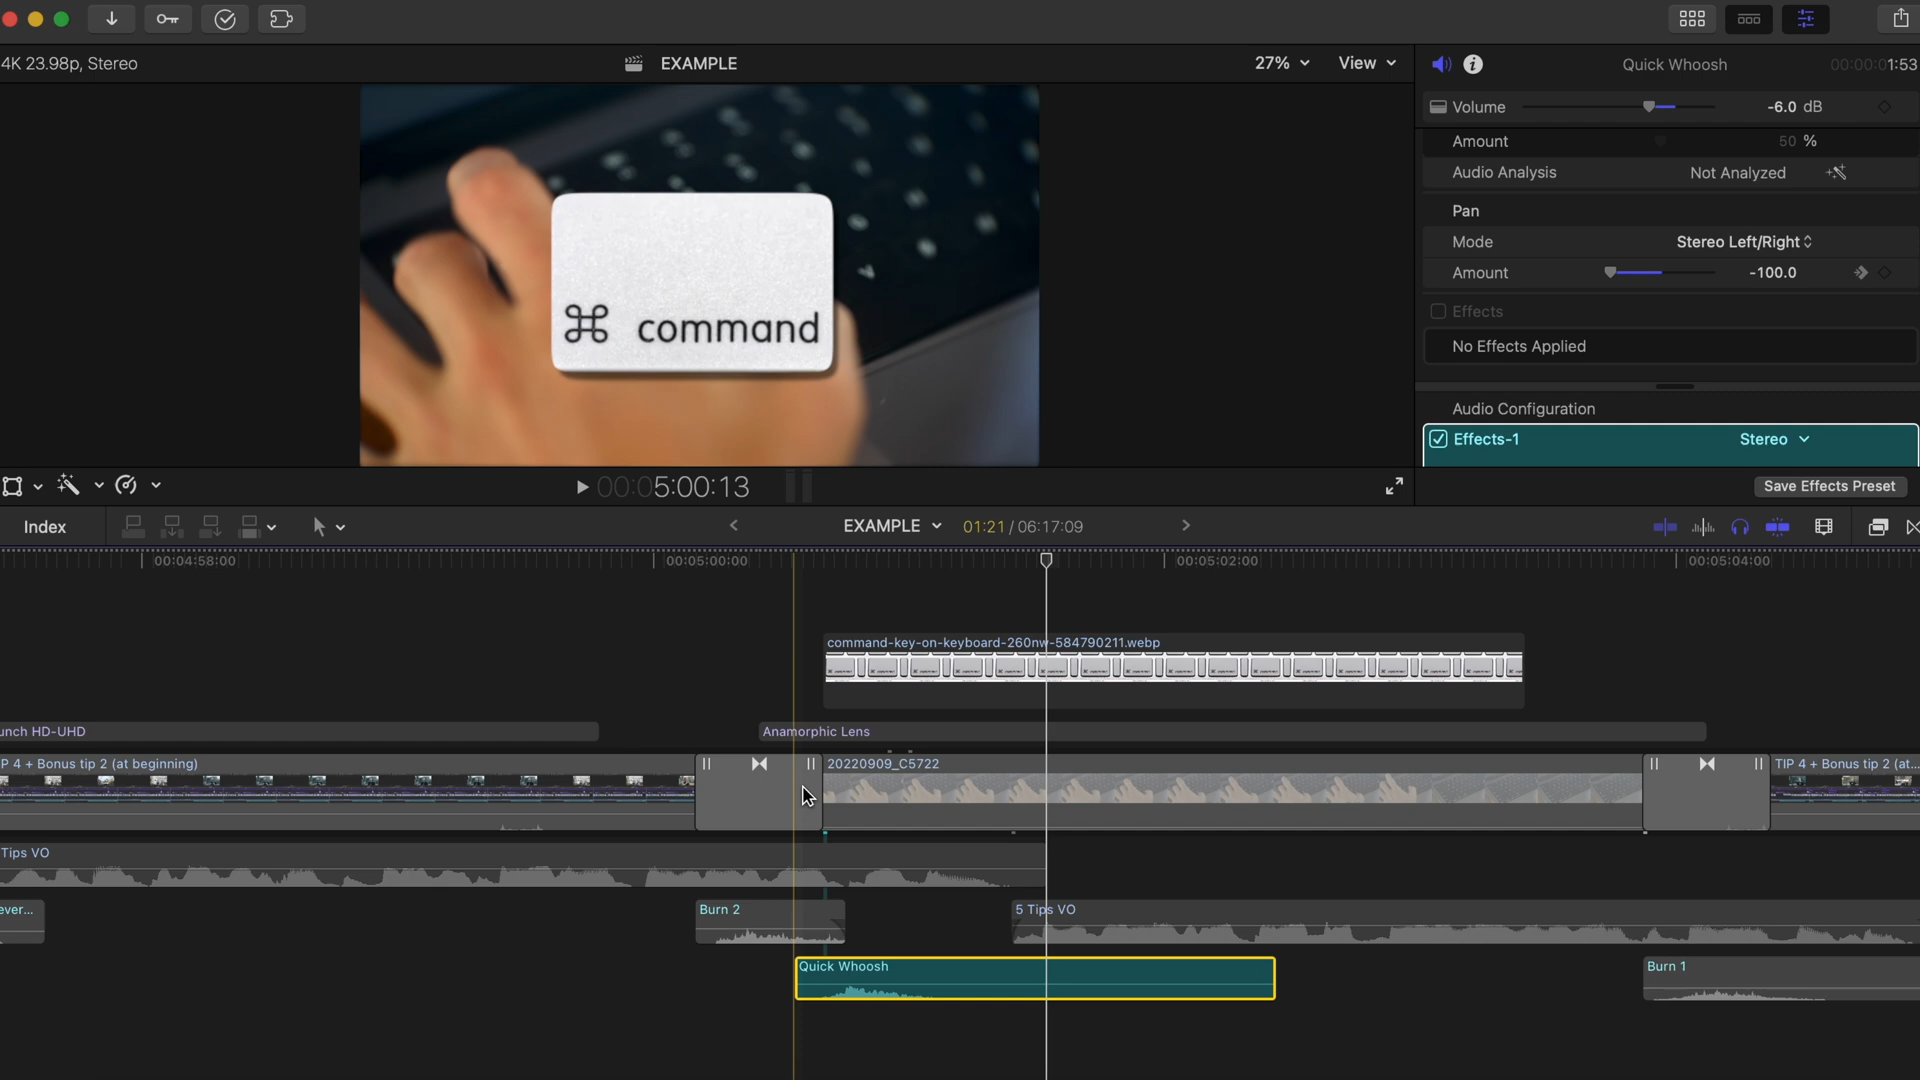 4K 23.98p, Stereo
EXAMPLE
27%
View
Quick Whoosh
00:00:01:53
Volume
-6.0 dB
Amount
50 %
Audio Analysis
Not Analyzed
Pan
Mode
Stereo Left/Right
Amount
-100.0
Effects
No Effects Applied
Audio Configuration
Effects-1
Stereo
⌘ command
00:05:00:13
Save Effects Preset
Index
EXAMPLE
01:21 / 06:17:09
00:04:58:00
00:05:00:00
00:05:02:00
00:05:04:00
command-key-on-keyboard-260nw-584790211.webp
unch HD-UHD
Anamorphic Lens
P 4 + Bonus tip 2 (at beginning)
20220909_C5722
TIP 4 + Bonus tip 2 (at...
Tips VO
ever...
Burn 2
5 Tips VO
Quick Whoosh
Burn 1